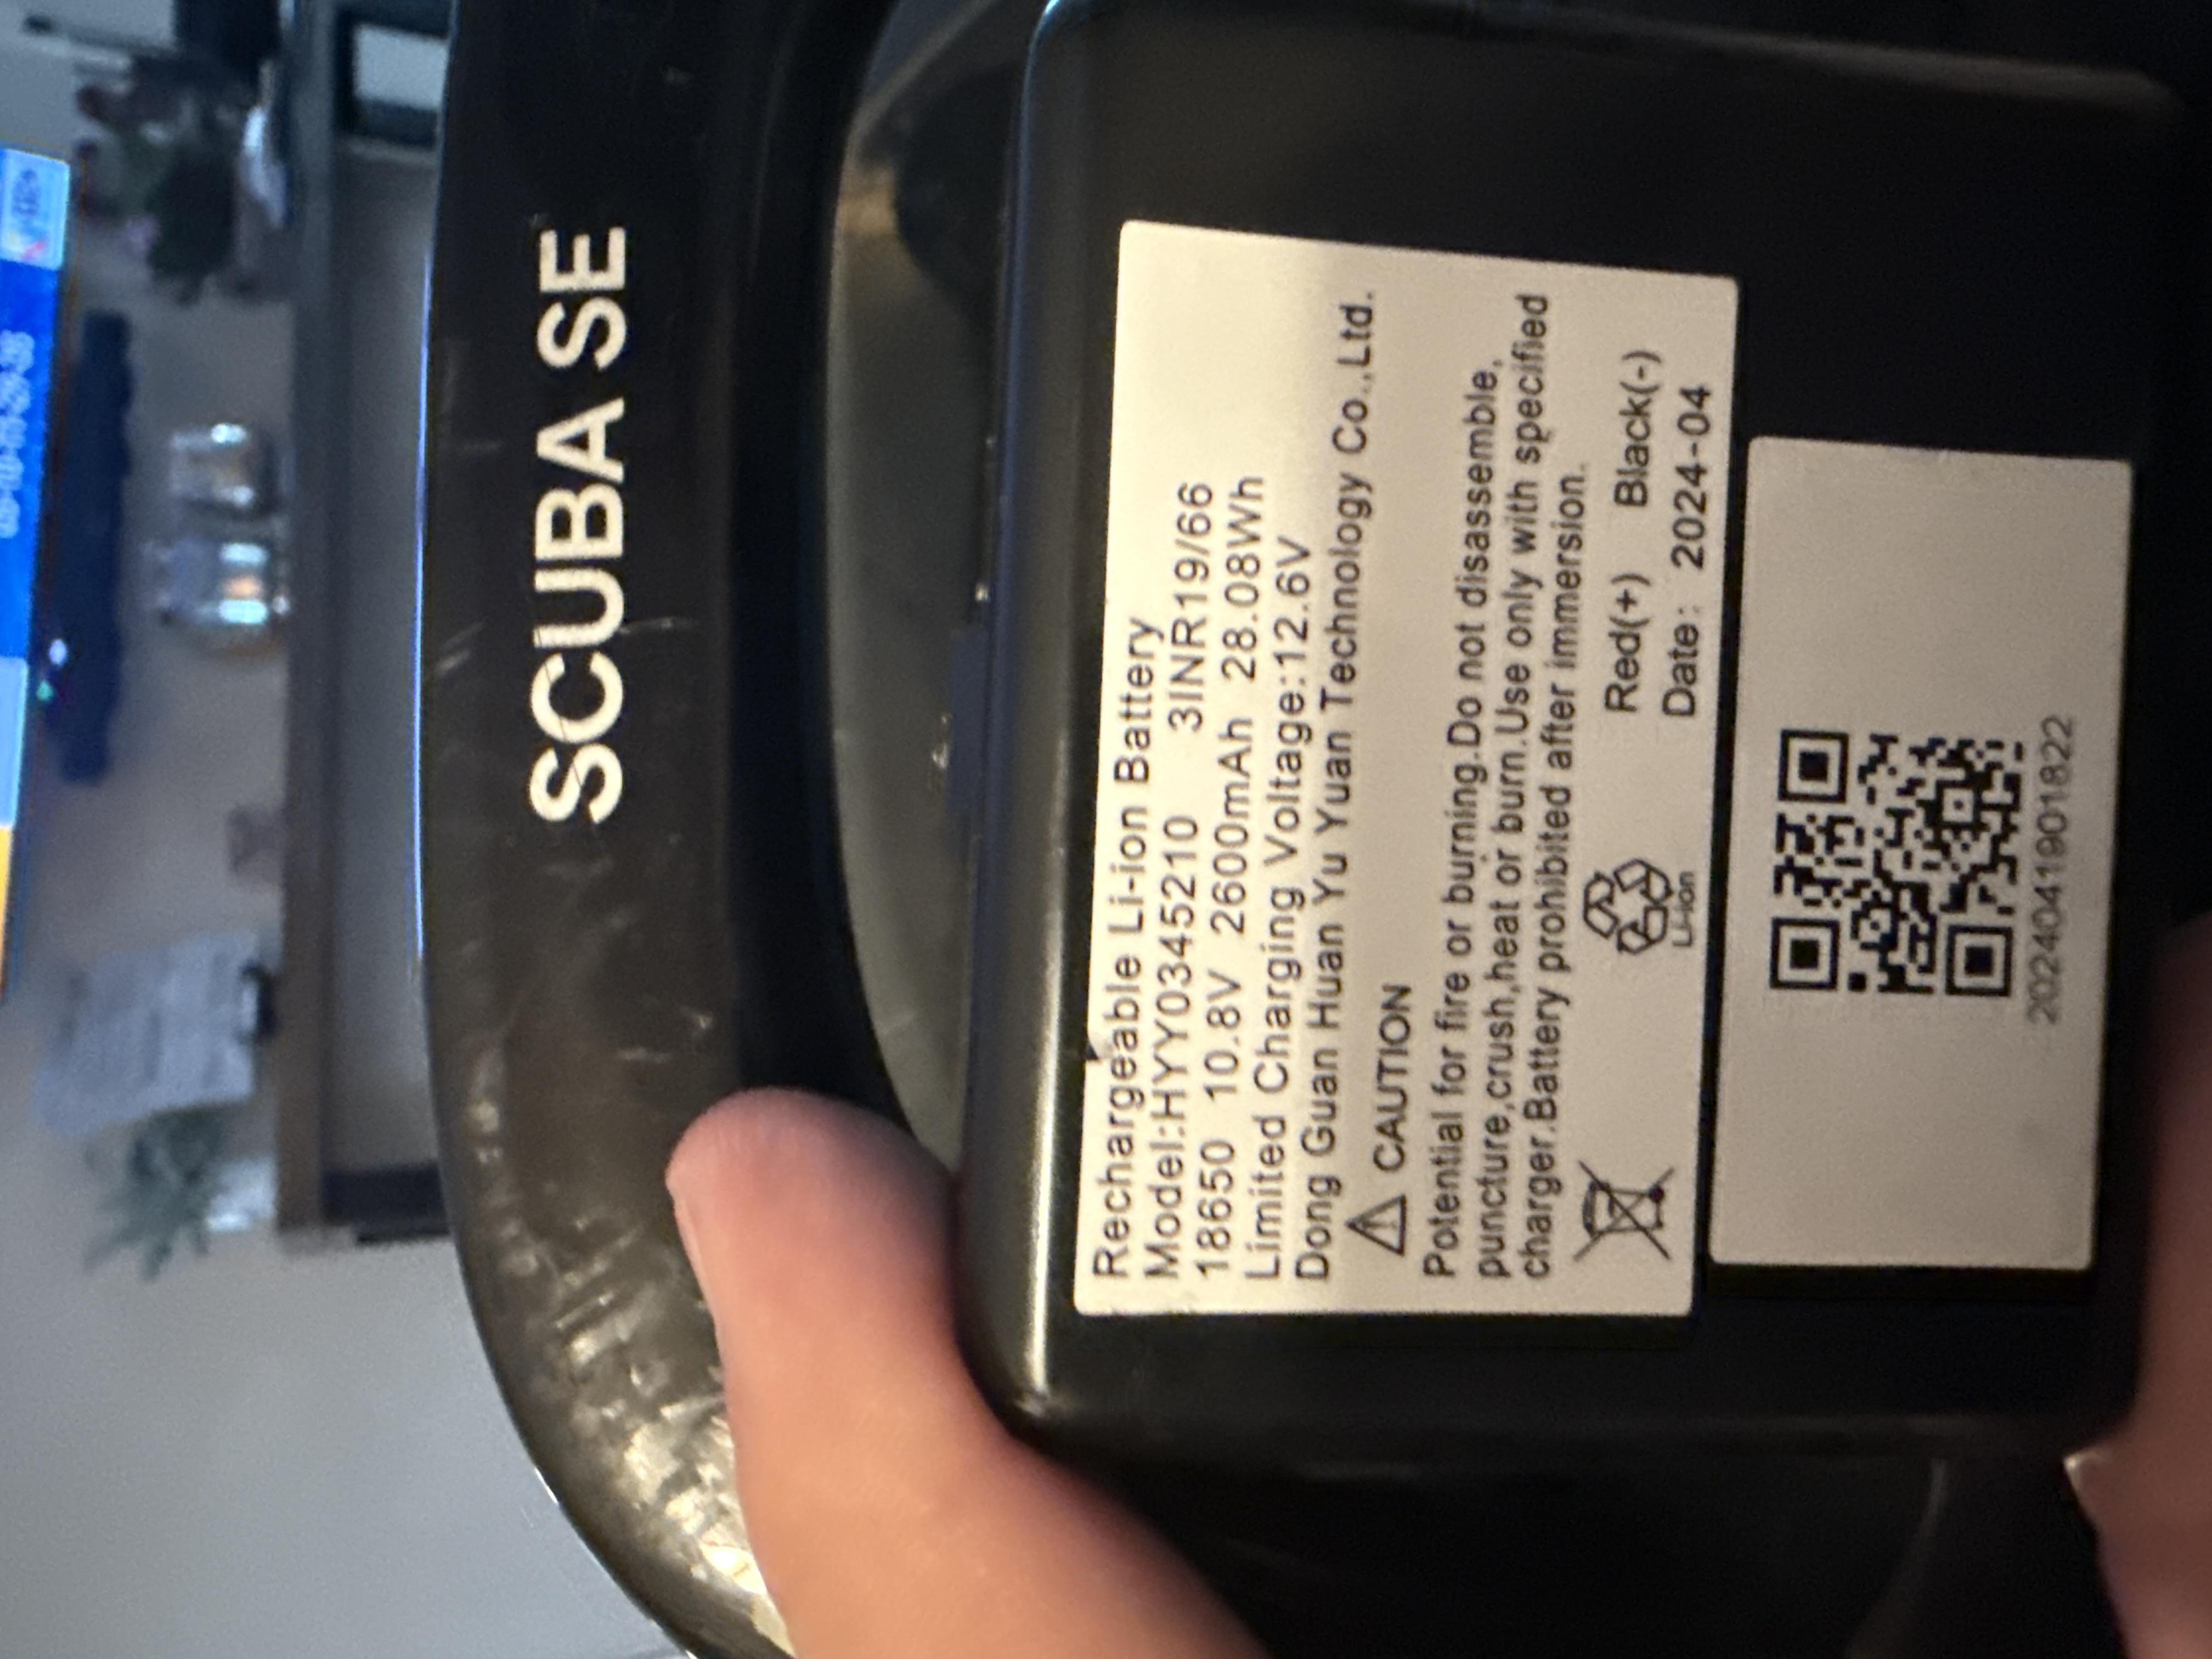 SCUBA SE
Rechargeable Li-ion Battery
Model:HYY0345210 3INR19/66
18650 10.8V 2600mAh 28.08Wh
Limited Charging Voltage:12.6V
Dong Guan Huan Yu Yuan Technology Co.,Ltd.
CAUTION
Potential for fire or burning.Do not disassemble,
puncture,crush,heat or burn.Use only with specified
charger.Battery prohibited after immersion.
Red(+) Black(-)
Li-ion
Date: 2024-04
2024041901822